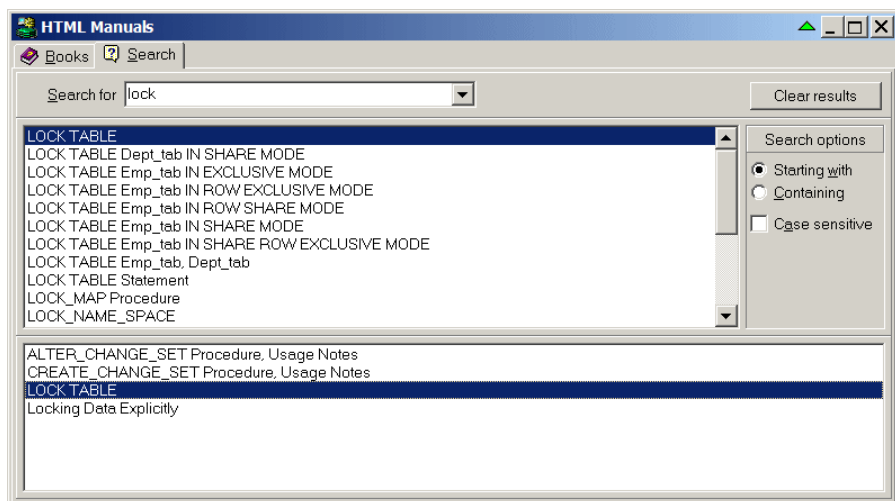 HTML Manuals
Books Search
Search for lock Clear results
LOCK TABLE
LOCK TABLE Dept_tab IN SHARE MODE
LOCK TABLE Emp_tab IN EXCLUSIVE MODE
LOCK TABLE Emp_tab IN ROW EXCLUSIVE MODE
LOCK TABLE Emp_tab IN ROW SHARE MODE
LOCK TABLE Emp_tab IN SHARE MODE
LOCK TABLE Emp_tab IN SHARE ROW EXCLUSIVE MODE
LOCK TABLE Emp_tab, Dept_tab
LOCK TABLE Statement
LOCK_MAP Procedure
LOCK_NAME_SPACE
Search options
Starting with
Containing
Case sensitive
ALTER_CHANGE_SET Procedure, Usage Notes
CREATE_CHANGE_SET Procedure, Usage Notes
LOCK TABLE
Locking Data Explicitly